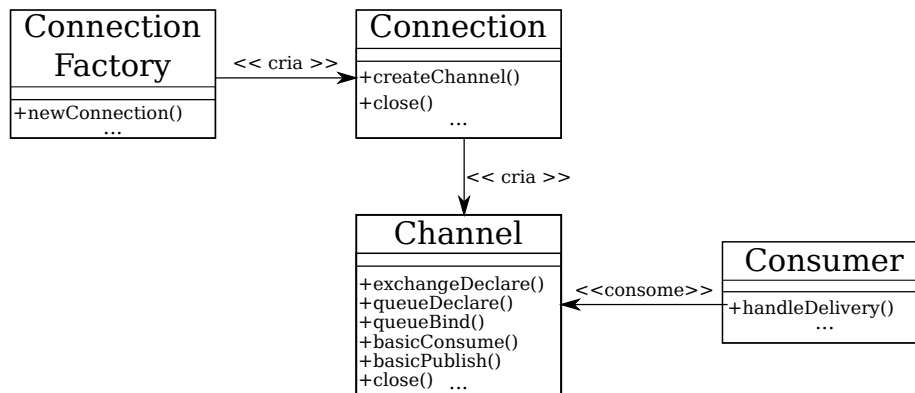 Connection
Factory
+newConnection()
...
<< cria >>
Connection
+createChannel()
+close()
...
<< cria >>
Channel
+exchangeDeclare()
+queueDeclare()
+queueBind()
+basicConsume()
+basicPublish()
+close() ...
<<consome>>
Consumer
+handleDelivery()
...